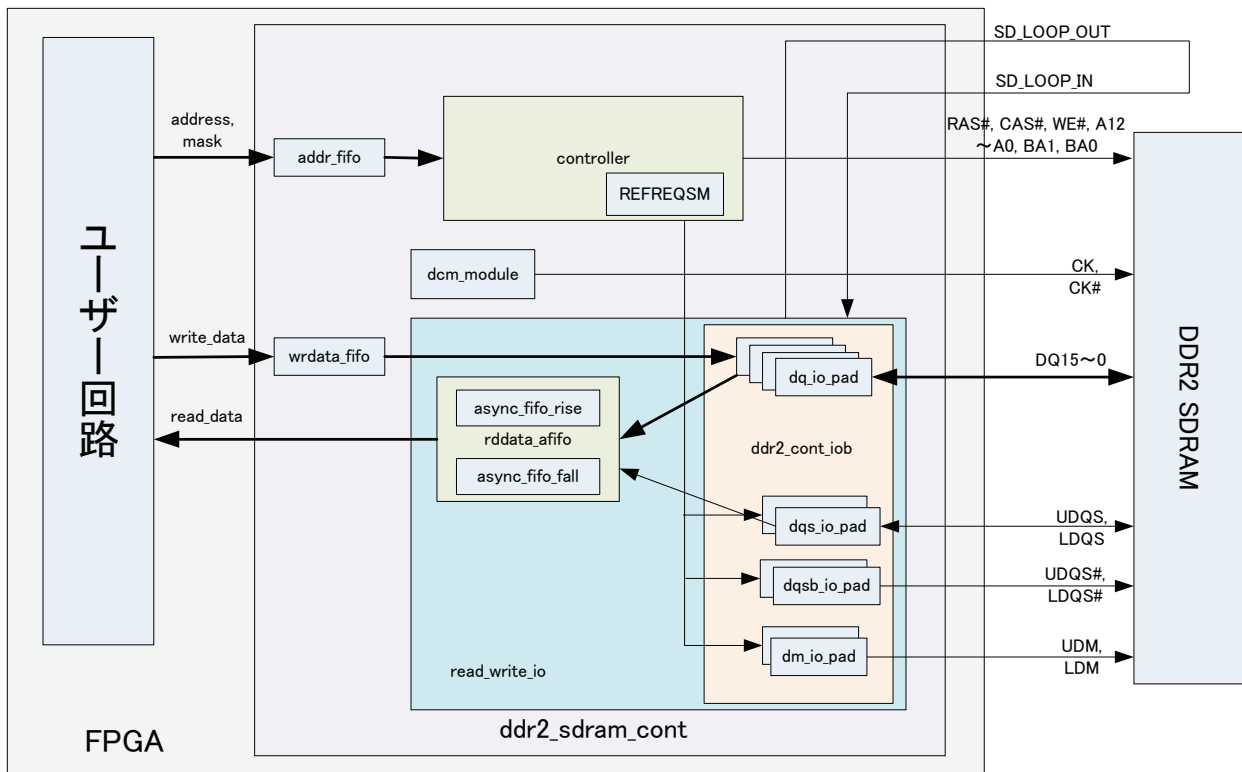 SD_LOOP_OUT
SD_LOOP_IN
address,
mask
addr_fifo
controller
REFREQSM
RAS#, CAS#, WE#, A12
～A0, BA1, BA0
dcm_module
CK,
CK#
ユーザー回路
write_data
wrdata_fifo
dq_io_pad
DQ15～0
DDR2 SDRAM
read_data
async_fifo_rise
rddata_afifo
async_fifo_fall
ddr2_cont_iob
dqs_io_pad
UDQS,
LDQS
dqsb_io_pad
UDQS#,
LDQS#
dm_io_pad
UDM,
LDM
read_write_io
ddr2_sdram_cont
FPGA